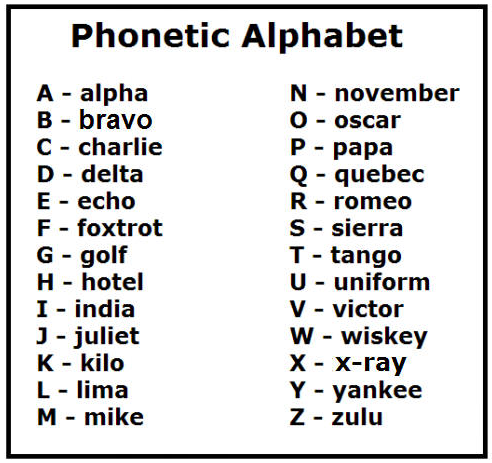 Phonetic Alphabet
A - alpha
B - bravo
C - charlie
D - delta
E - echo
F - foxtrot
G - golf
H - hotel
I - india
J - juliet
K - kilo
L - lima
M - mike
N - november
O - oscar
P - papa
Q - quebec
R - romeo
S - sierra
T - tango
U - uniform
V - victor
W - wiskey
X - x-ray
Y - yankee
Z - zulu